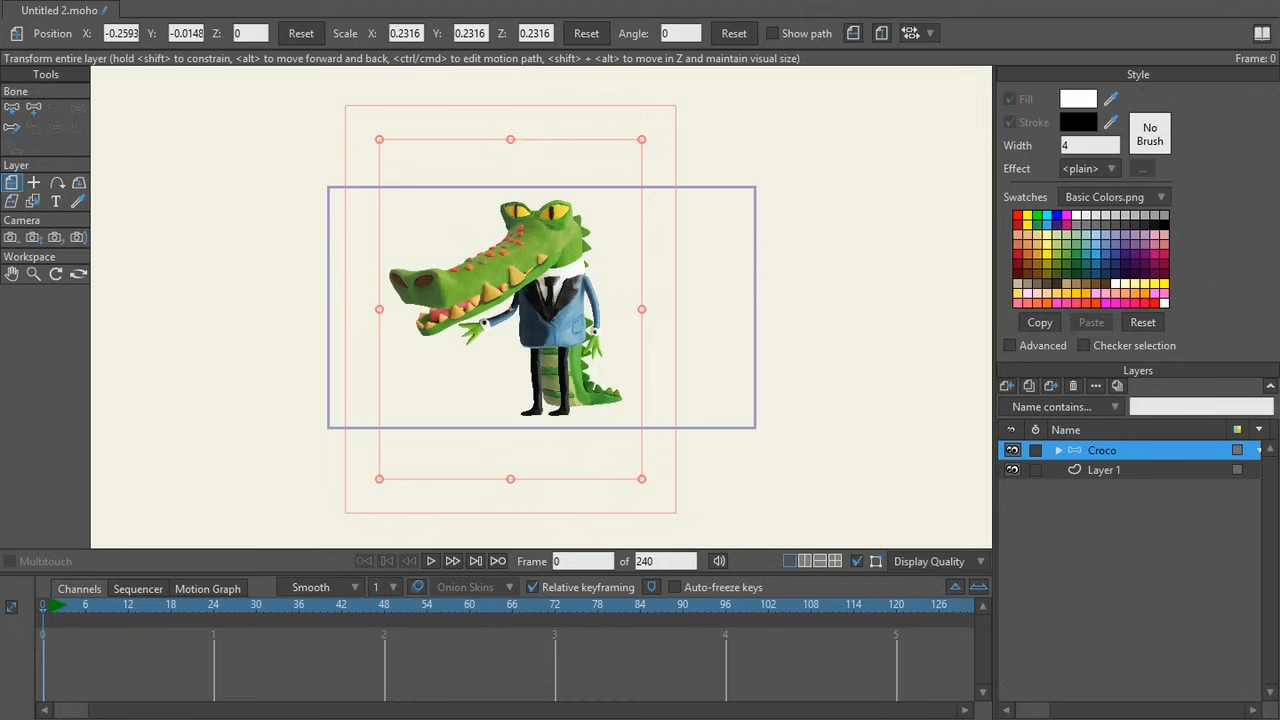 Untitled 2.moho
Position X: -0.2593 Y: -0.0148 Z: 0 Reset Scale X: 0.2316 Y: 0.2316 Z: 0.2316 Reset Angle: 0 Reset Show path
Transform entire layer (hold <shift> to constrain, <alt> to move forward and back, <ctrl/cmd> to edit motion path, <shift> + <alt> to move in Z and maintain visual size) Frame: 0
Tools
Bone
Layer
T
Camera
Workspace
Style
Fill
Stroke
No
Brush
Width 4
Effect <plain> ...
Swatches Basic Colors.png
Copy Paste Reset
Advanced Checker selection
Layers
Name contains...
Name
Croco
Layer 1
Multitouch Frame 0 of 240 Display Quality
Channels Sequencer Motion Graph Smooth 1 Onion Skins Relative keyframing Auto-freeze keys
0 6 12 18 24 30 36 42 48 54 60 66 72 78 84 90 96 102 108 114 120 126
0 1 2 3 4 5